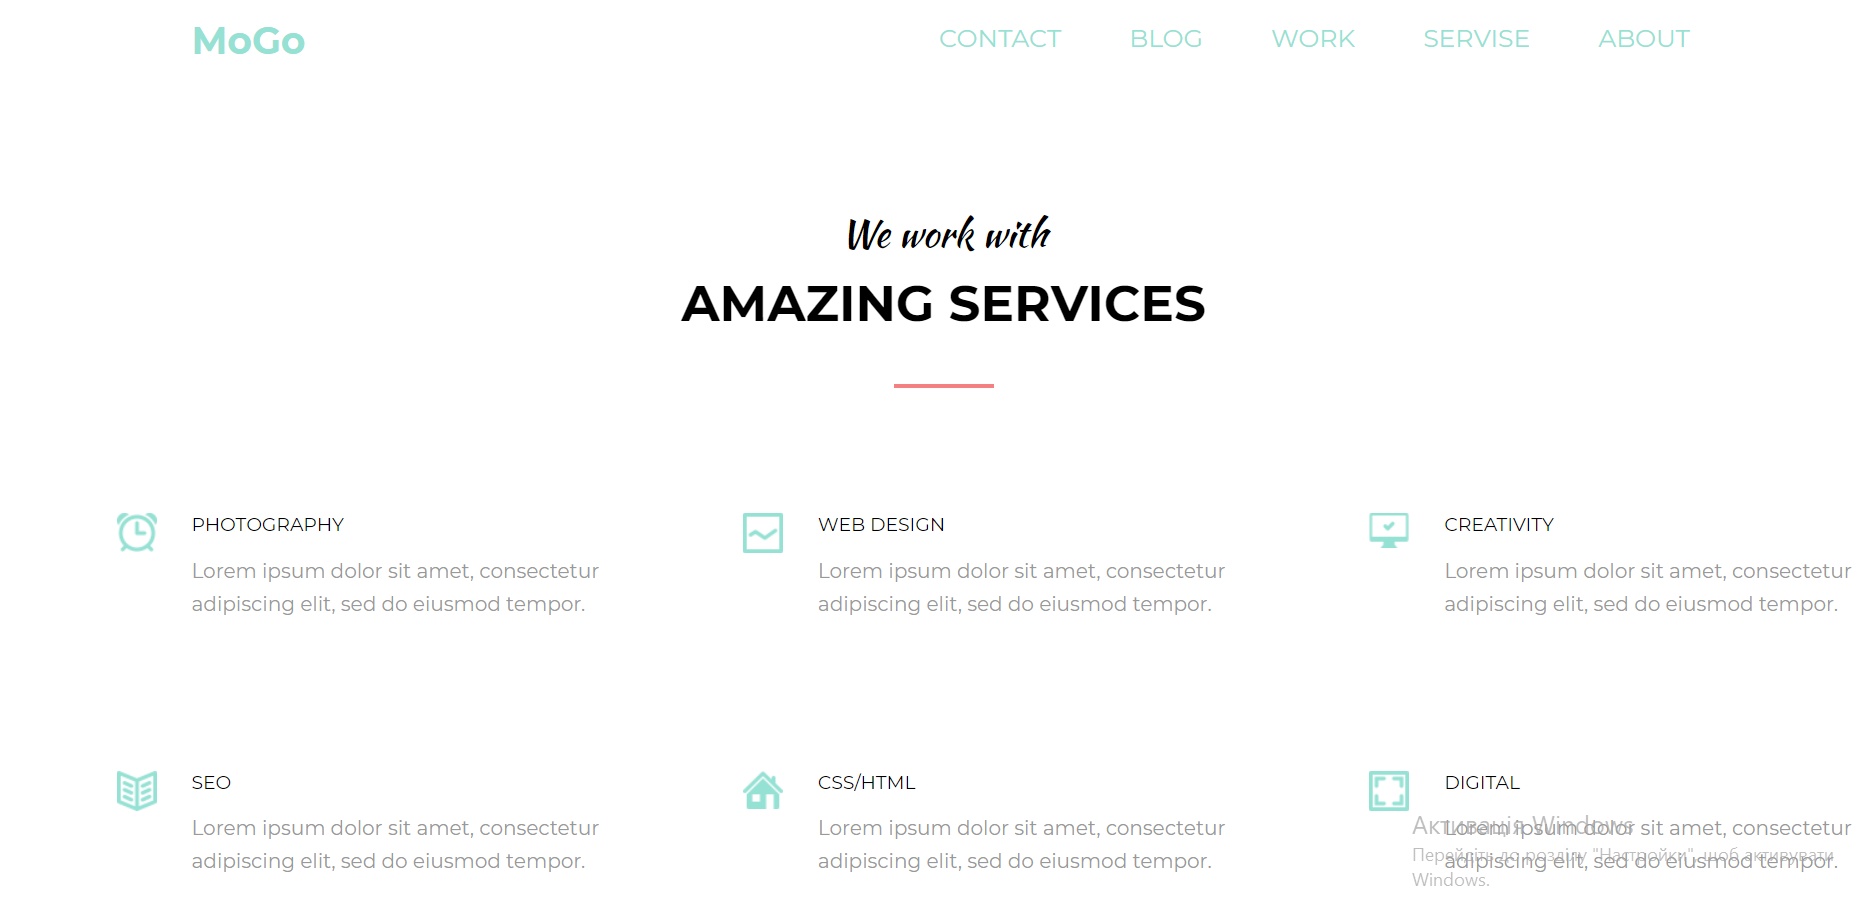 MoGo
CONTACT BLOG WORK SERVISE ABOUT
We work with
AMAZING SERVICES
PHOTOGRAPHY
Lorem ipsum dolor sit amet, consectetur
adipiscing elit, sed do eiusmod tempor.
WEB DESIGN
Lorem ipsum dolor sit amet, consectetur
adipiscing elit, sed do eiusmod tempor.
CREATIVITY
Lorem ipsum dolor sit amet, consectetur
adipiscing elit, sed do eiusmod tempor.
SEO
Lorem ipsum dolor sit amet, consectetur
adipiscing elit, sed do eiusmod tempor.
CSS/HTML
Lorem ipsum dolor sit amet, consectetur
adipiscing elit, sed do eiusmod tempor.
DIGITAL
Lorem ipsum dolor sit amet, consectetur
adipiscing elit, sed do eiusmod tempor.
Активація Windows
Перейдіть до розділу "Настройки", щоб активувати
Windows.